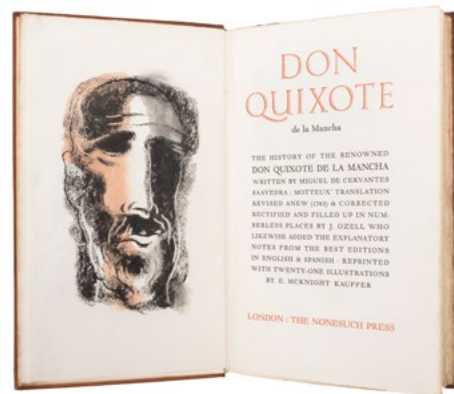 DON
QUIXOTE
de la Mancha
THE HISTORY OF THE RENOWNED
DON QUIXOTE DE LA MANCHA
WRITTEN BY MIGUEL DE CERVANTES
SAAVEDRA : MOTTEUX' TRANSLATION
REVISED ANEW (1743) & CORRECTED
RECTIFIED AND FILLED UP IN NUM-
BERLESS PLACES BY J. OZELL WHO
LIKEWISE ADDED THE EXPLANATORY
NOTES FROM THE BEST EDITIONS
IN ENGLISH & SPANISH · REPRINTED
WITH TWENTY-ONE ILLUSTRATIONS
BY E. MCKNIGHT KAUFFER
LONDON : THE NONESUCH PRESS